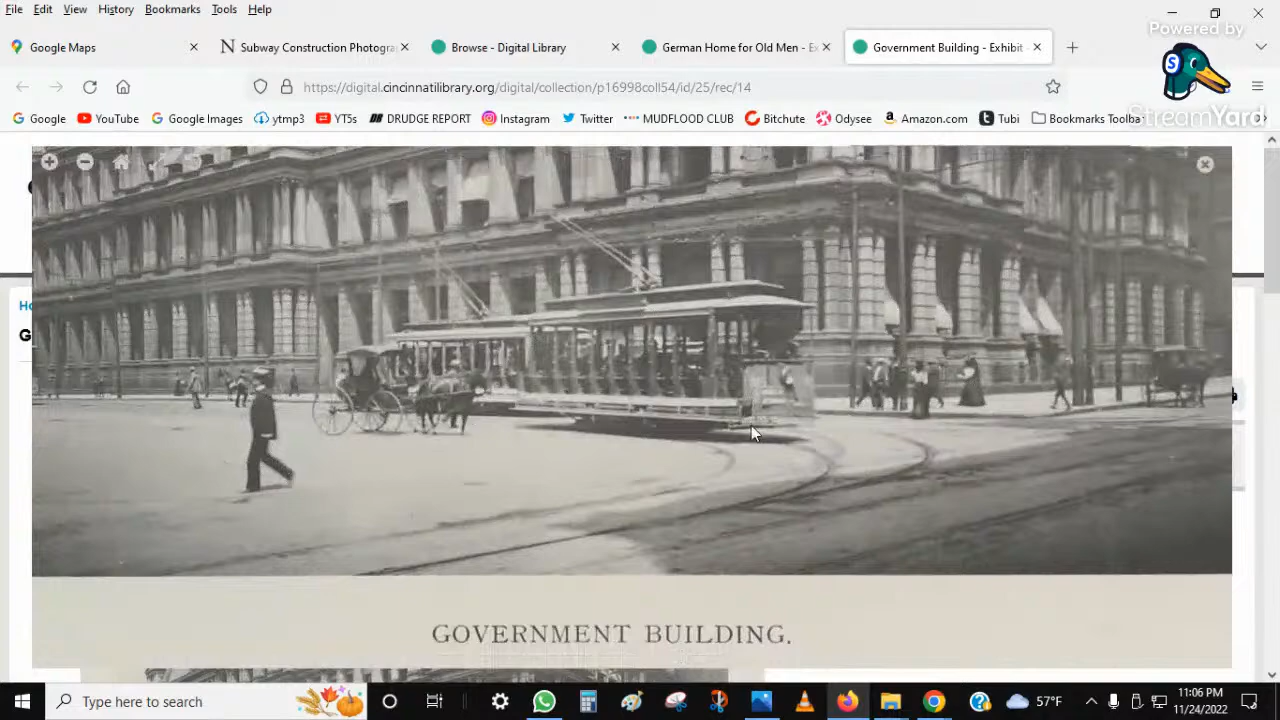 File Edit View History Bookmarks Tools Help
Powered by
Google Maps
Subway Construction Photogra
Browse - Digital Library
German Home for Old Men - Ex
Government Building - Exhibit -
S
https://digital.cincinnatilibrary.org/digital/collection/p16998coll54/id/25/rec/14
Google YouTube Google Images ytmp3 YT5s DRUDGE REPORT Instagram Twitter MUDFLOOD CLUB Bitchute Odysee Amazon.com Tubi Bookmarks Toolba
StreamYard
Ho
G
GOVERNMENT BUILDING.
Type here to search
57°F
11:06 PM
11/24/2022